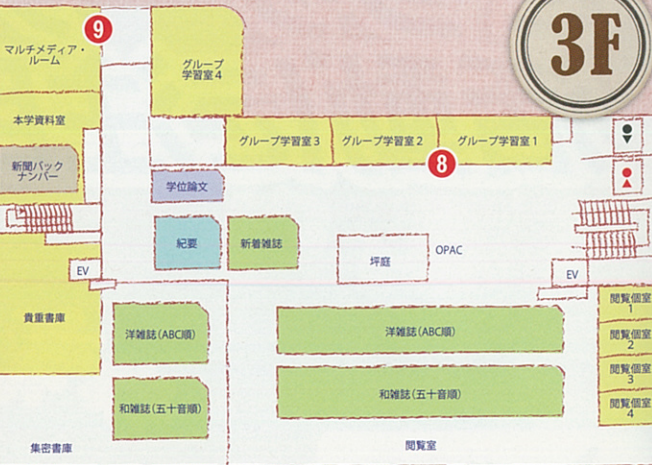 3F
9
マルチメディア・
ルーム
グループ
学習室4
本学資料室
グループ学習室3
グループ学習室2
グループ学習室1
8
新聞バック
ナンバー
学位論文
紀要
新着雑誌
坪庭
OPAC
EV
EV
貴重書庫
洋雑誌(ABC順)
洋雑誌(ABC順)
閲覧個室
1
閲覧個室
2
閲覧個室
3
閲覧個室
4
和雑誌(五十音順)
和雑誌(五十音順)
集密書庫
閲覧室